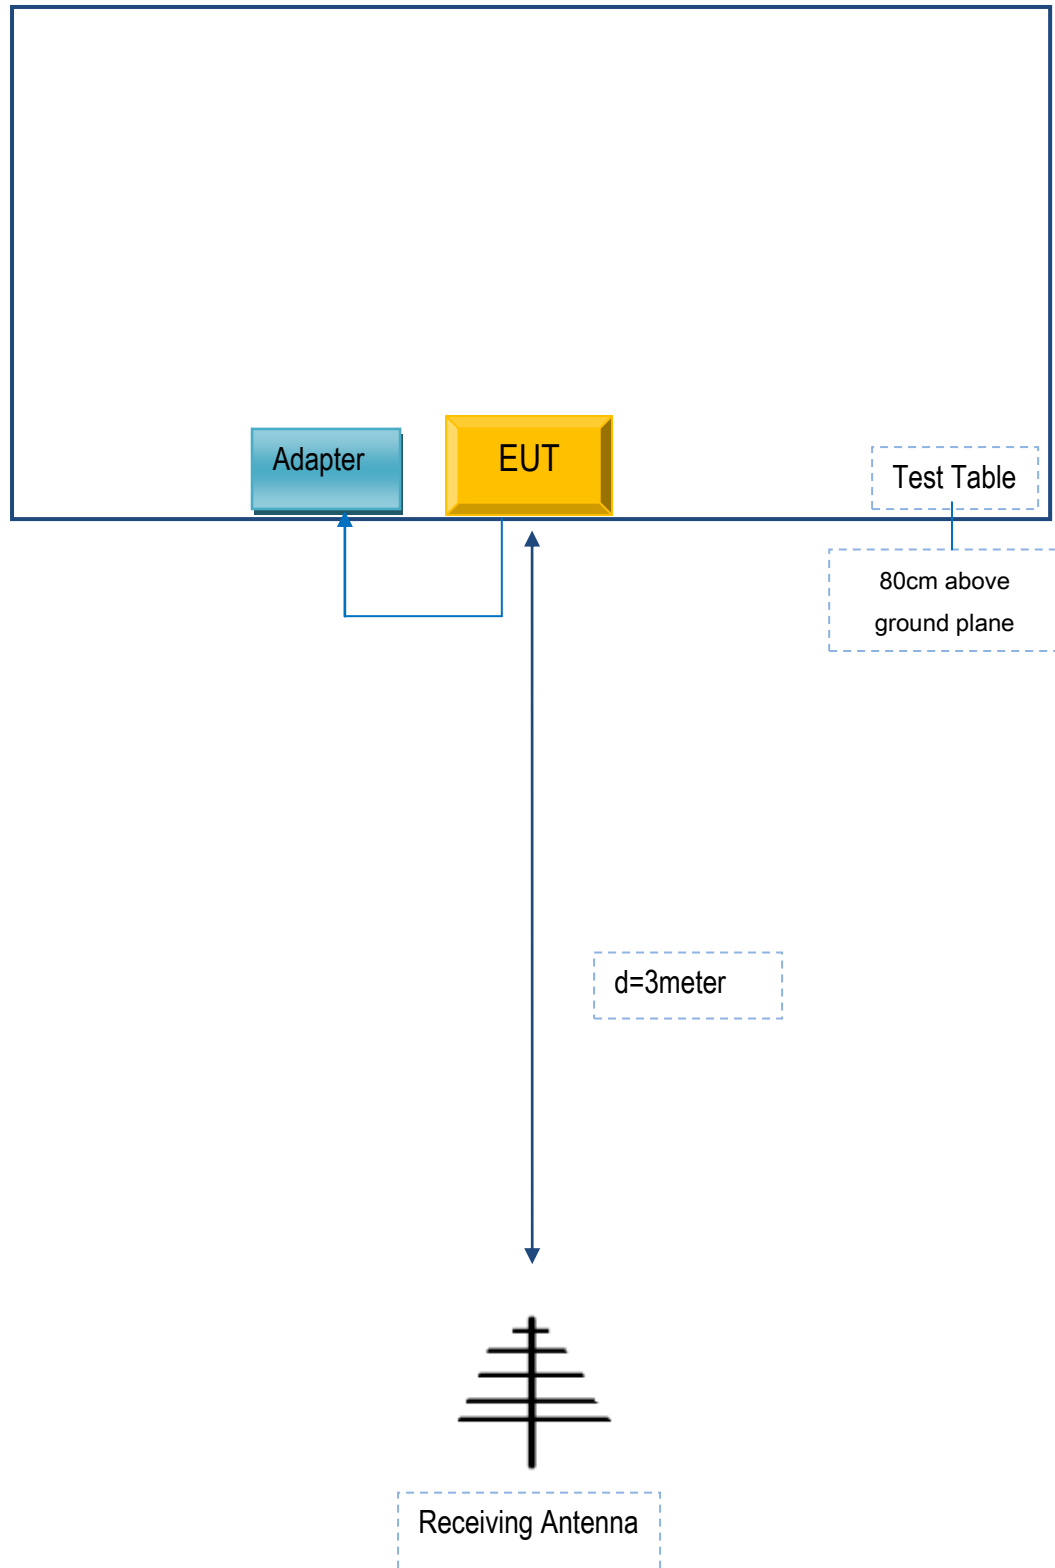 Adapter
EUT
Test Table
80cm above
ground plane
d=3meter
Receiving Antenna